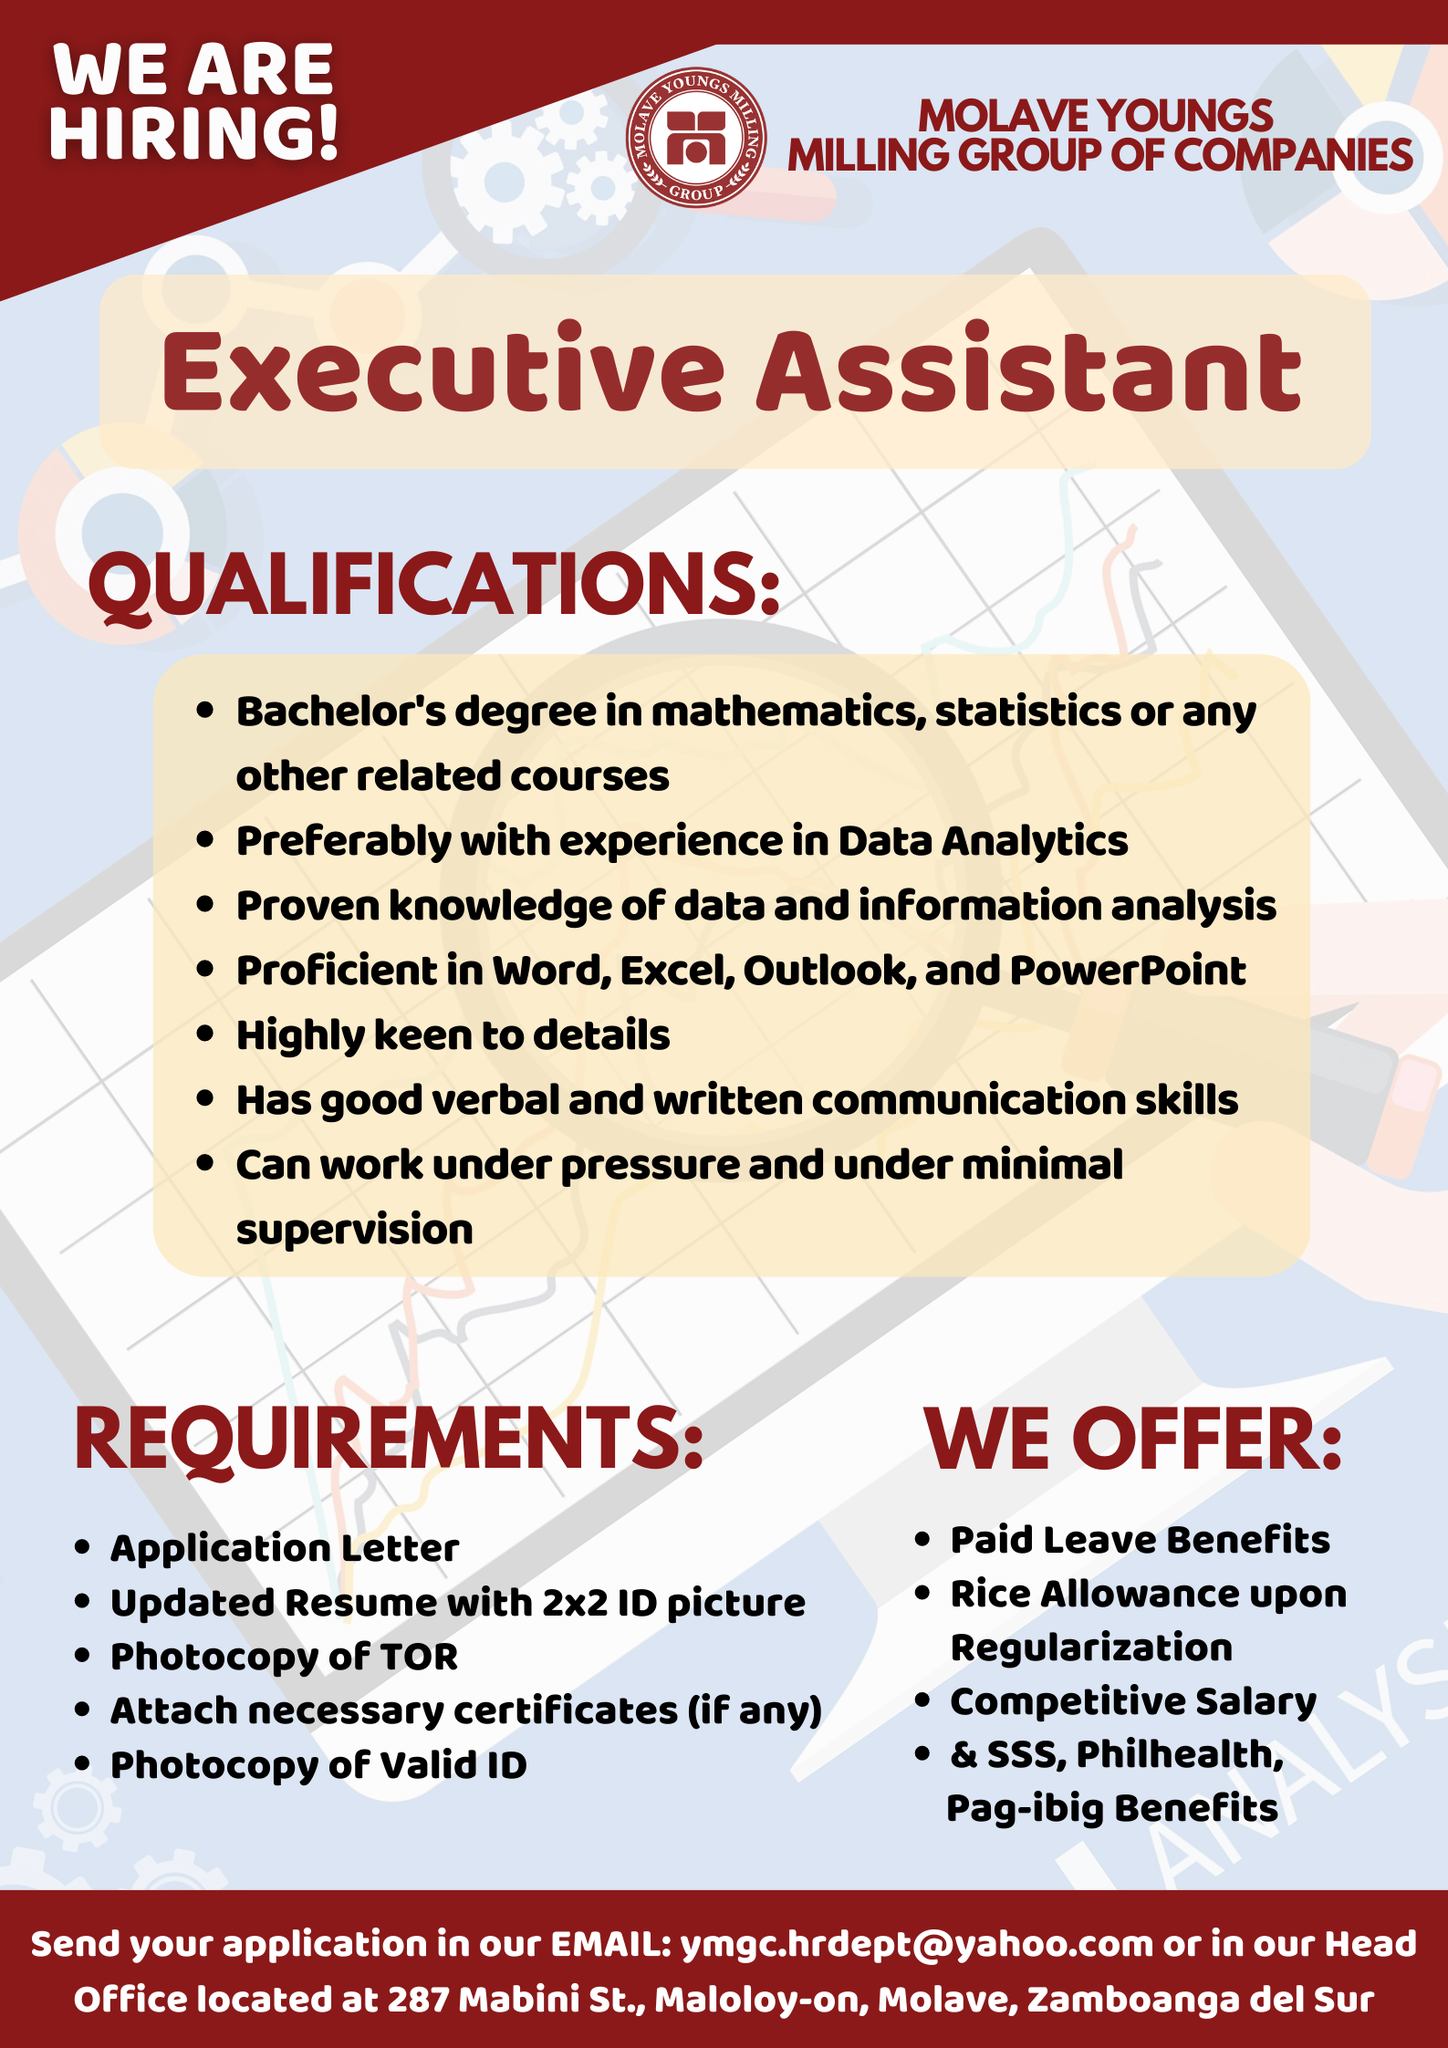 WE ARE
HIRING!
MOLAVE YOUNGS MILLING
GROUP
MOLAVE YOUNGS
MILLING GROUP OF COMPANIES
Executive Assistant
QUALIFICATIONS:
• Bachelor's degree in mathematics, statistics or any
other related courses
• Preferably with experience in Data Analytics
• Proven knowledge of data and information analysis
• Proficient in Word, Excel, Outlook, and PowerPoint
• Highly keen to details
• Has good verbal and written communication skills
• Can work under pressure and under minimal
supervision
REQUIREMENTS:
• Application Letter
• Updated Resume with 2x2 ID picture
• Photocopy of TOR
• Attach necessary certificates (if any)
• Photocopy of Valid ID
WE OFFER:
• Paid Leave Benefits
• Rice Allowance upon
Regularization
• Competitive Salary
• & SSS, Philhealth,
Pag-ibig Benefits
ANALYS
Send your application in our EMAIL: ymgc.hrdept@yahoo.com or in our Head
Office located at 287 Mabini St., Maloloy-on, Molave, Zamboanga del Sur